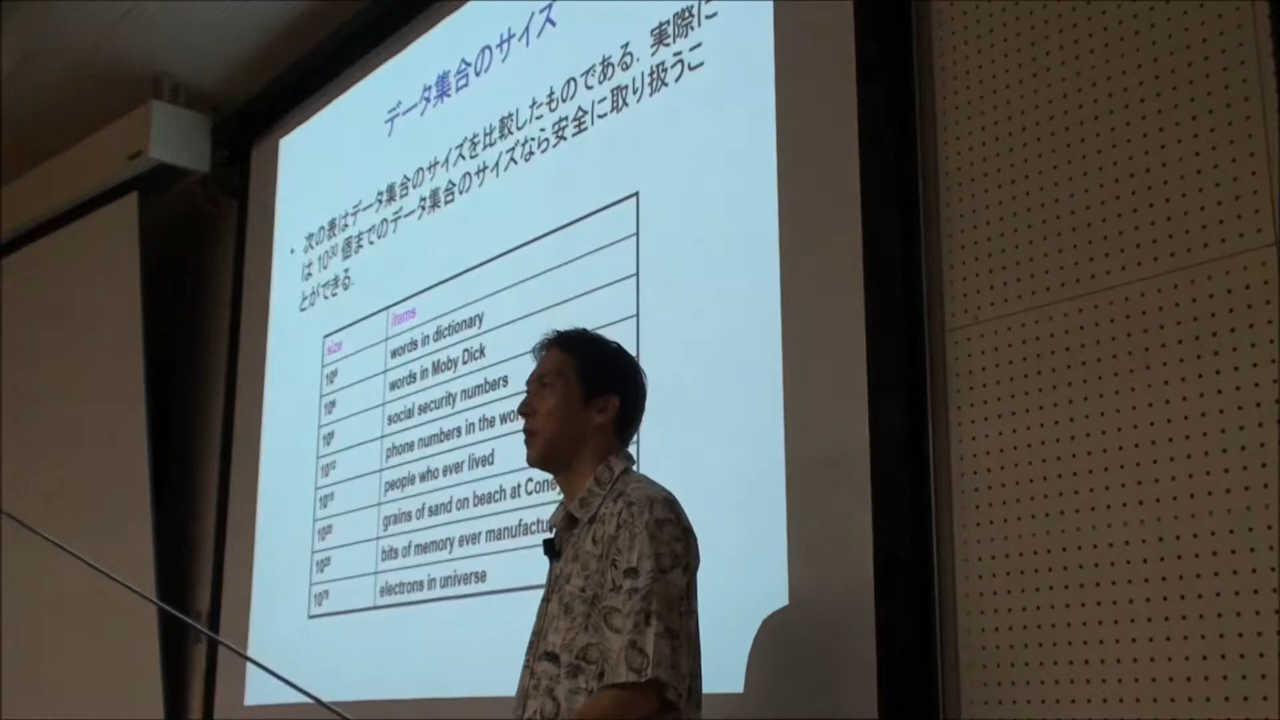 データ集合のサイズ
• 次の表はデータ集合のサイズを比較したものである. 実際に
は 10³⁰ 個までのデータ集合のサイズなら安全に取り扱うこ
とができる.
size items
words in dictionary
words in Moby Dick
social security numbers
phone numbers in the
people who ever lived
grains of sand on beach at
bits of memory ever
electrons in universe